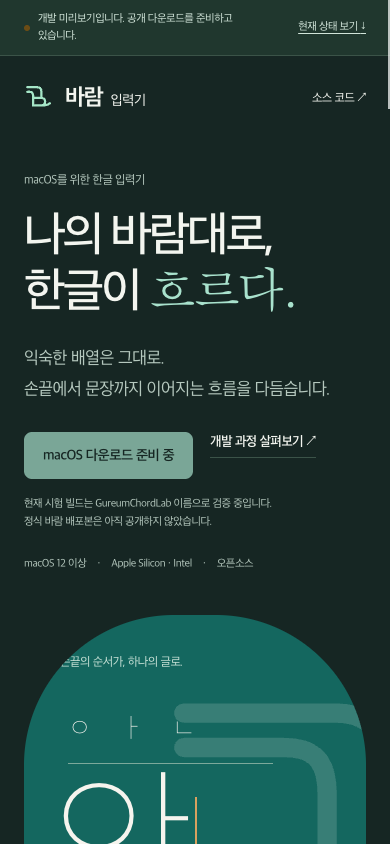 개발 미리보기입니다. 공개 다운로드를 준비하고
있습니다.
현재 상태 보기 ↓
바람 입력기
소스 코드 ↗
macOS를 위한 한글 입력기
나의 바람대로,
한글이 흐르다.
익숙한 배열은 그대로.
손끝에서 문장까지 이어지는 흐름을 다듬습니다.
macOS 다운로드 준비 중
개발 과정 살펴보기 ↗
현재 시험 빌드는 GureumChordLab 이름으로 검증 중입니다.
정식 바람 배포본은 아직 공개하지 않았습니다.
macOS 12 이상 · Apple Silicon · Intel · 오픈소스
손끝의 순서가, 하나의 글로.
ㅇ ㅏ ㄴ
아